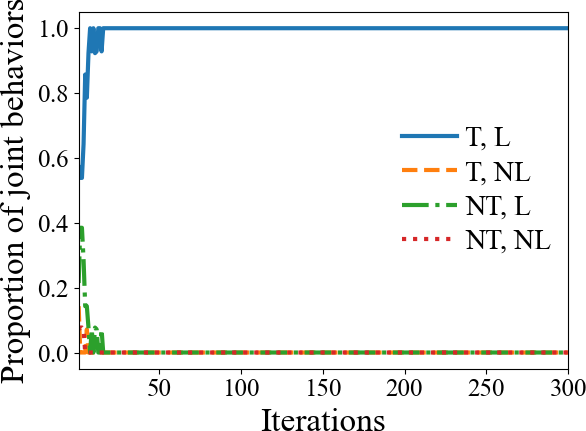 Proportion of joint behaviors
1.0
0.8
0.6
0.4
0.2
0.0
T, L
T, NL
NT, L
NT, NL
50 100 150 200 250 300
Iterations